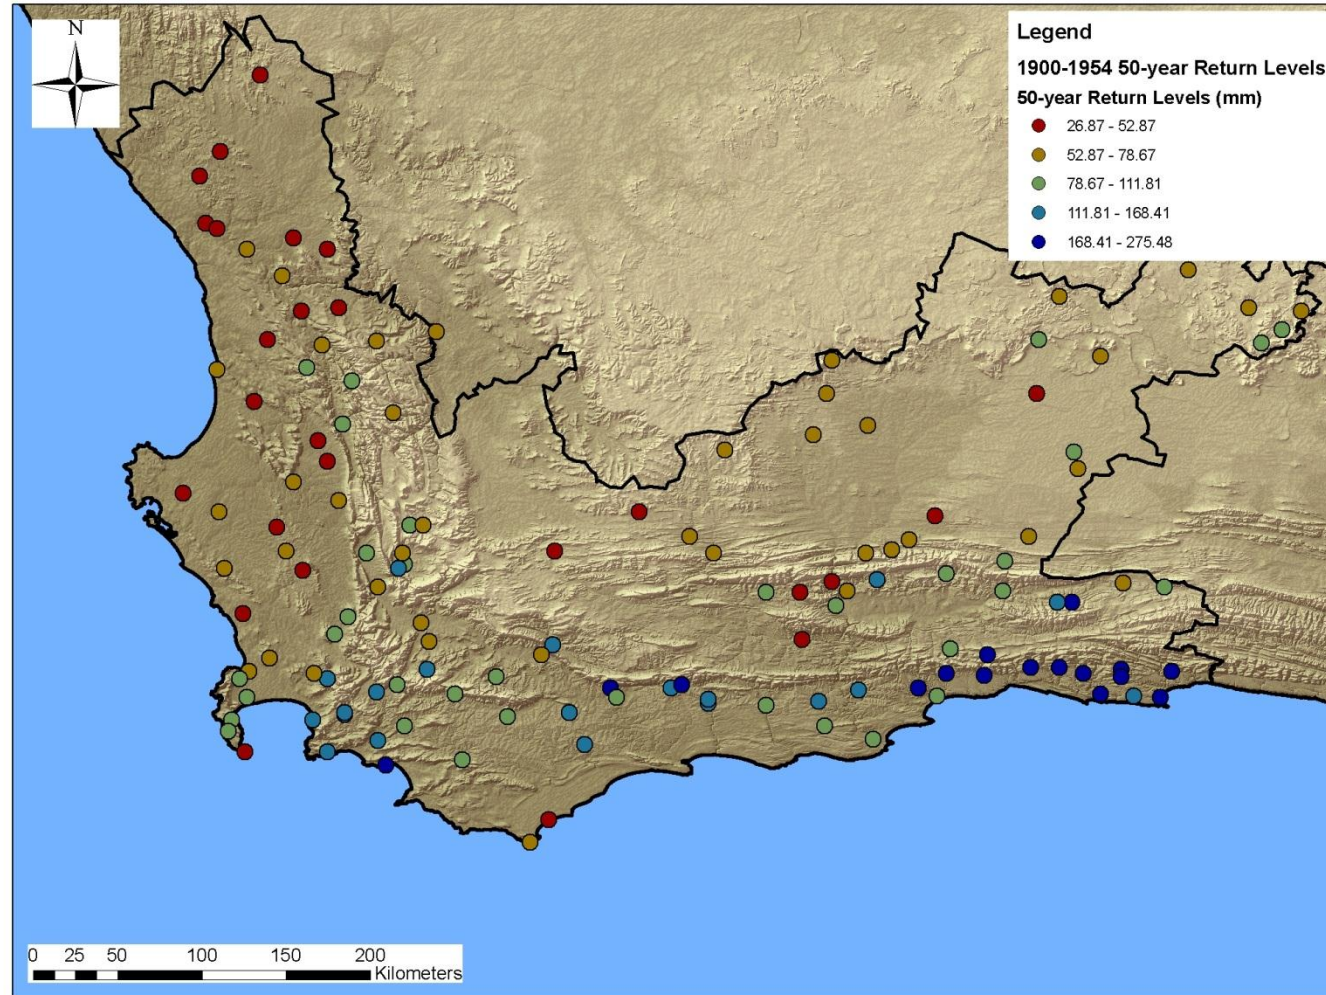 N
Legend
1900-1954 50-year Return Levels
50-year Return Levels (mm)
26.87 - 52.87
52.87 - 78.67
78.67 - 111.81
111.81 - 168.41
168.41 - 275.48
0 25 50 100 150 200
Kilometers